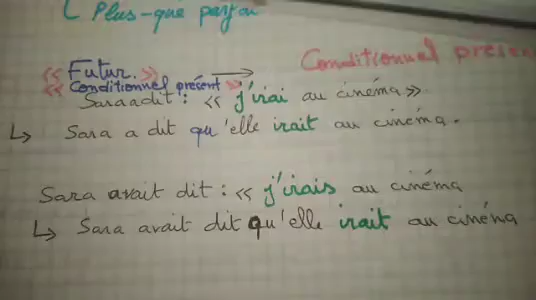 Plus-que parfait
« Futur. » → Conditionnel présent
« Conditionnel présent »
Sara a dit : « j'irai au cinéma ».
↳ Sara a dit qu'elle irait au cinéma.
Sara avait dit : « j'irais au cinéma
↳ Sara avait dit qu'elle irait au cinéma